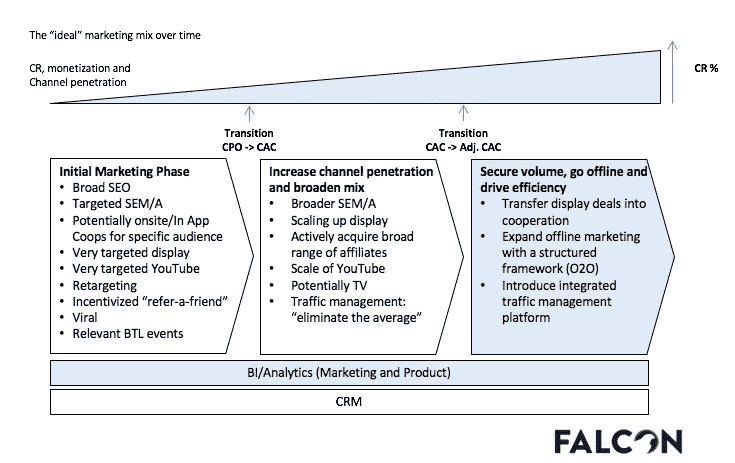 The “ideal” marketing mix over time
CR, monetization and
Channel penetration
CR %
Transition
CPO -> CAC
Transition
CAC -> Adj. CAC
Initial Marketing Phase
• Broad SEO
• Targeted SEM/A
• Potentially onsite/In App
Coops for specific audience
• Very targeted display
• Very targeted YouTube
• Retargeting
• Incentivized “refer-a-friend”
• Viral
• Relevant BTL events
Increase channel penetration
and broaden mix
• Broader SEM/A
• Scaling up display
• Actively acquire broad
range of affiliates
• Scale of YouTube
• Potentially TV
• Traffic management:
“eliminate the average”
Secure volume, go offline and
drive efficiency
• Transfer display deals into
cooperation
• Expand offline marketing
with a structured
framework (O2O)
• Introduce integrated
traffic management
platform
BI/Analytics (Marketing and Product)
CRM
FALCON